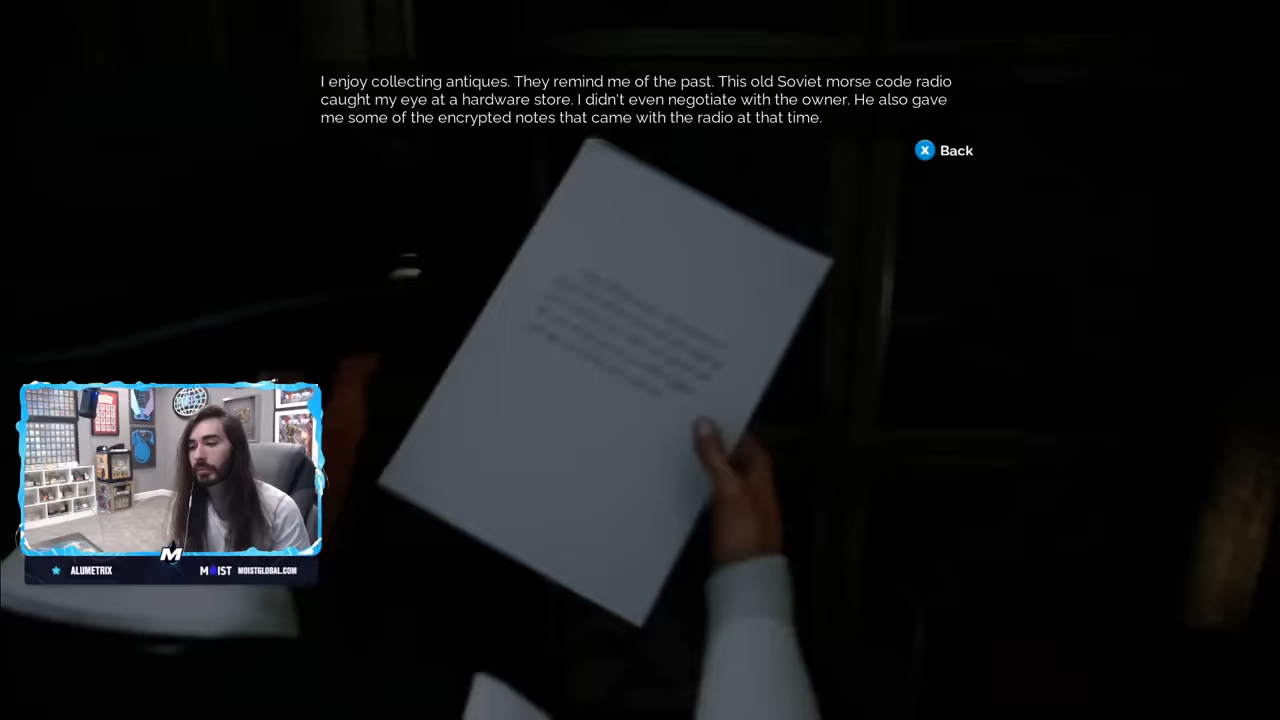 I enjoy collecting antiques. They remind me of the past. This old Soviet morse code radio
caught my eye at a hardware store. I didn't even negotiate with the owner. He also gave
me some of the encrypted notes that came with the radio at that time.
X Back
M
ALUMETRIX
MOIST MOISTGLOBAL.COM